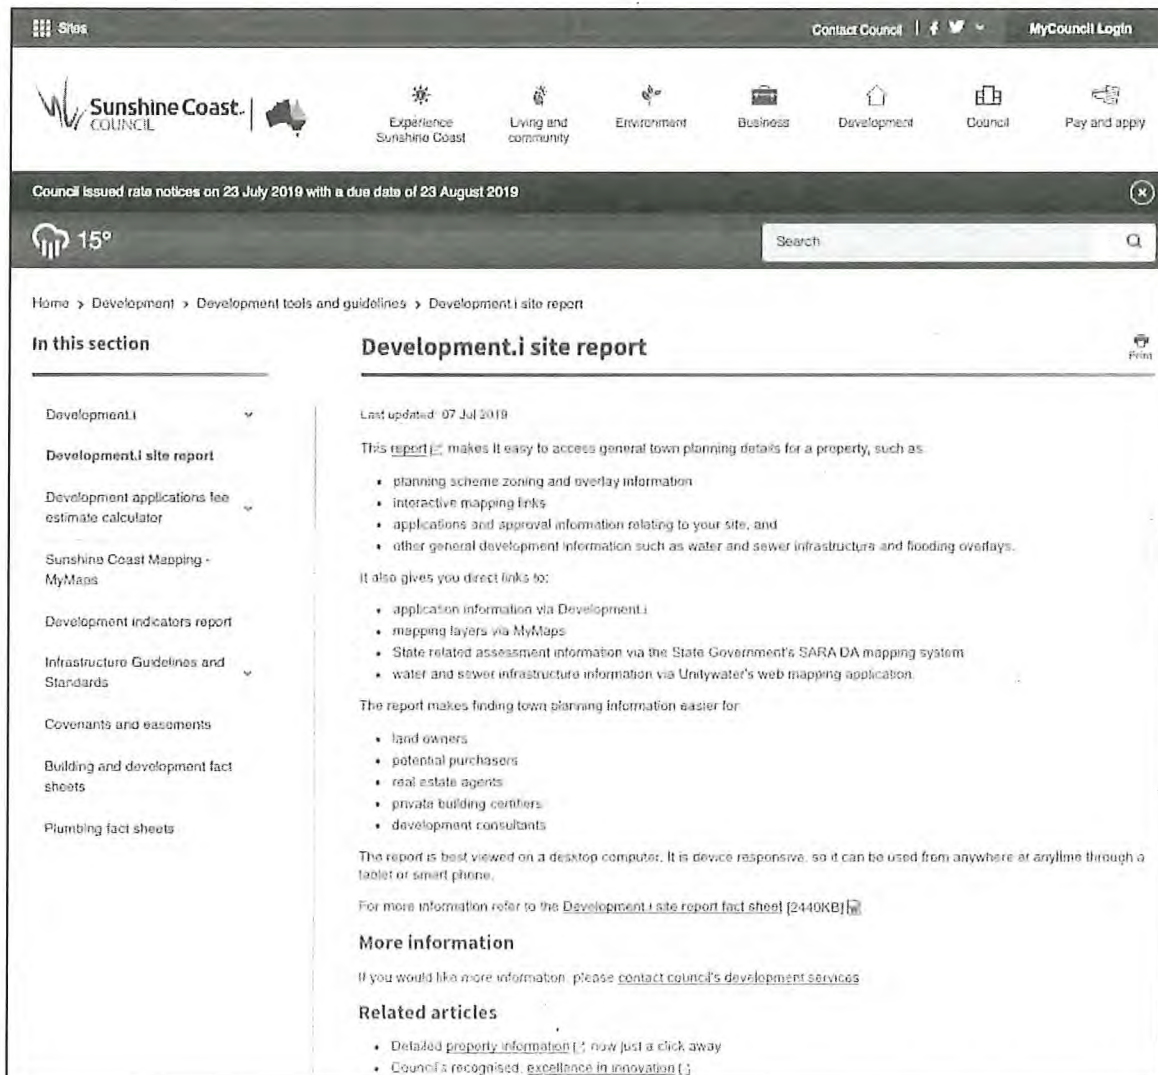 Sites
Contact Council | MyCouncil Login
Sunshine Coast
COUNCIL
Experience
Sunshine Coast
Living and
community
Environment
Business
Development
Council
Pay and apply
Council issued rate notices on 23 July 2019 with a due date of 23 August 2019
15°
Search
Home > Development > Development tools and guidelines > Development.i site report
In this section
Development.i
Development.i site report
Development applications fee
estimate calculator
Sunshine Coast Mapping -
MyMaps
Development indicators report
Infrastructure Guidelines and
Standards
Covenants and easements
Building and development fact
sheets
Plumbing fact sheets
Development.i site report
Print
Last updated: 07 Jul 2019
This report makes it easy to access general town planning details for a property, such as
• planning scheme zoning and overlay information
• interactive mapping links
• applications and approval information relating to your site, and
• other general development information such as water and sewer infrastructure and flooding overlays.
It also gives you direct links to:
• application information via Development.i
• mapping layers via MyMaps
• State related assessment information via the State Government's SARA DA mapping system
• water and sewer infrastructure information via Unitywater's web mapping application.
The report makes finding town planning information easier for
• land owners
• potential purchasers
• real estate agents
• private building certifiers
• development consultants
The report is best viewed on a desktop computer. It is device responsive, so it can be used from anywhere at anytime through a
tablet or smart phone.
For more information refer to the Development.i site report fact sheet [2440KB]
More information
If you would like more information, please contact council's development services
Related articles
• Detailed property information now just a click away
• Council's recognised, excellence in innovation